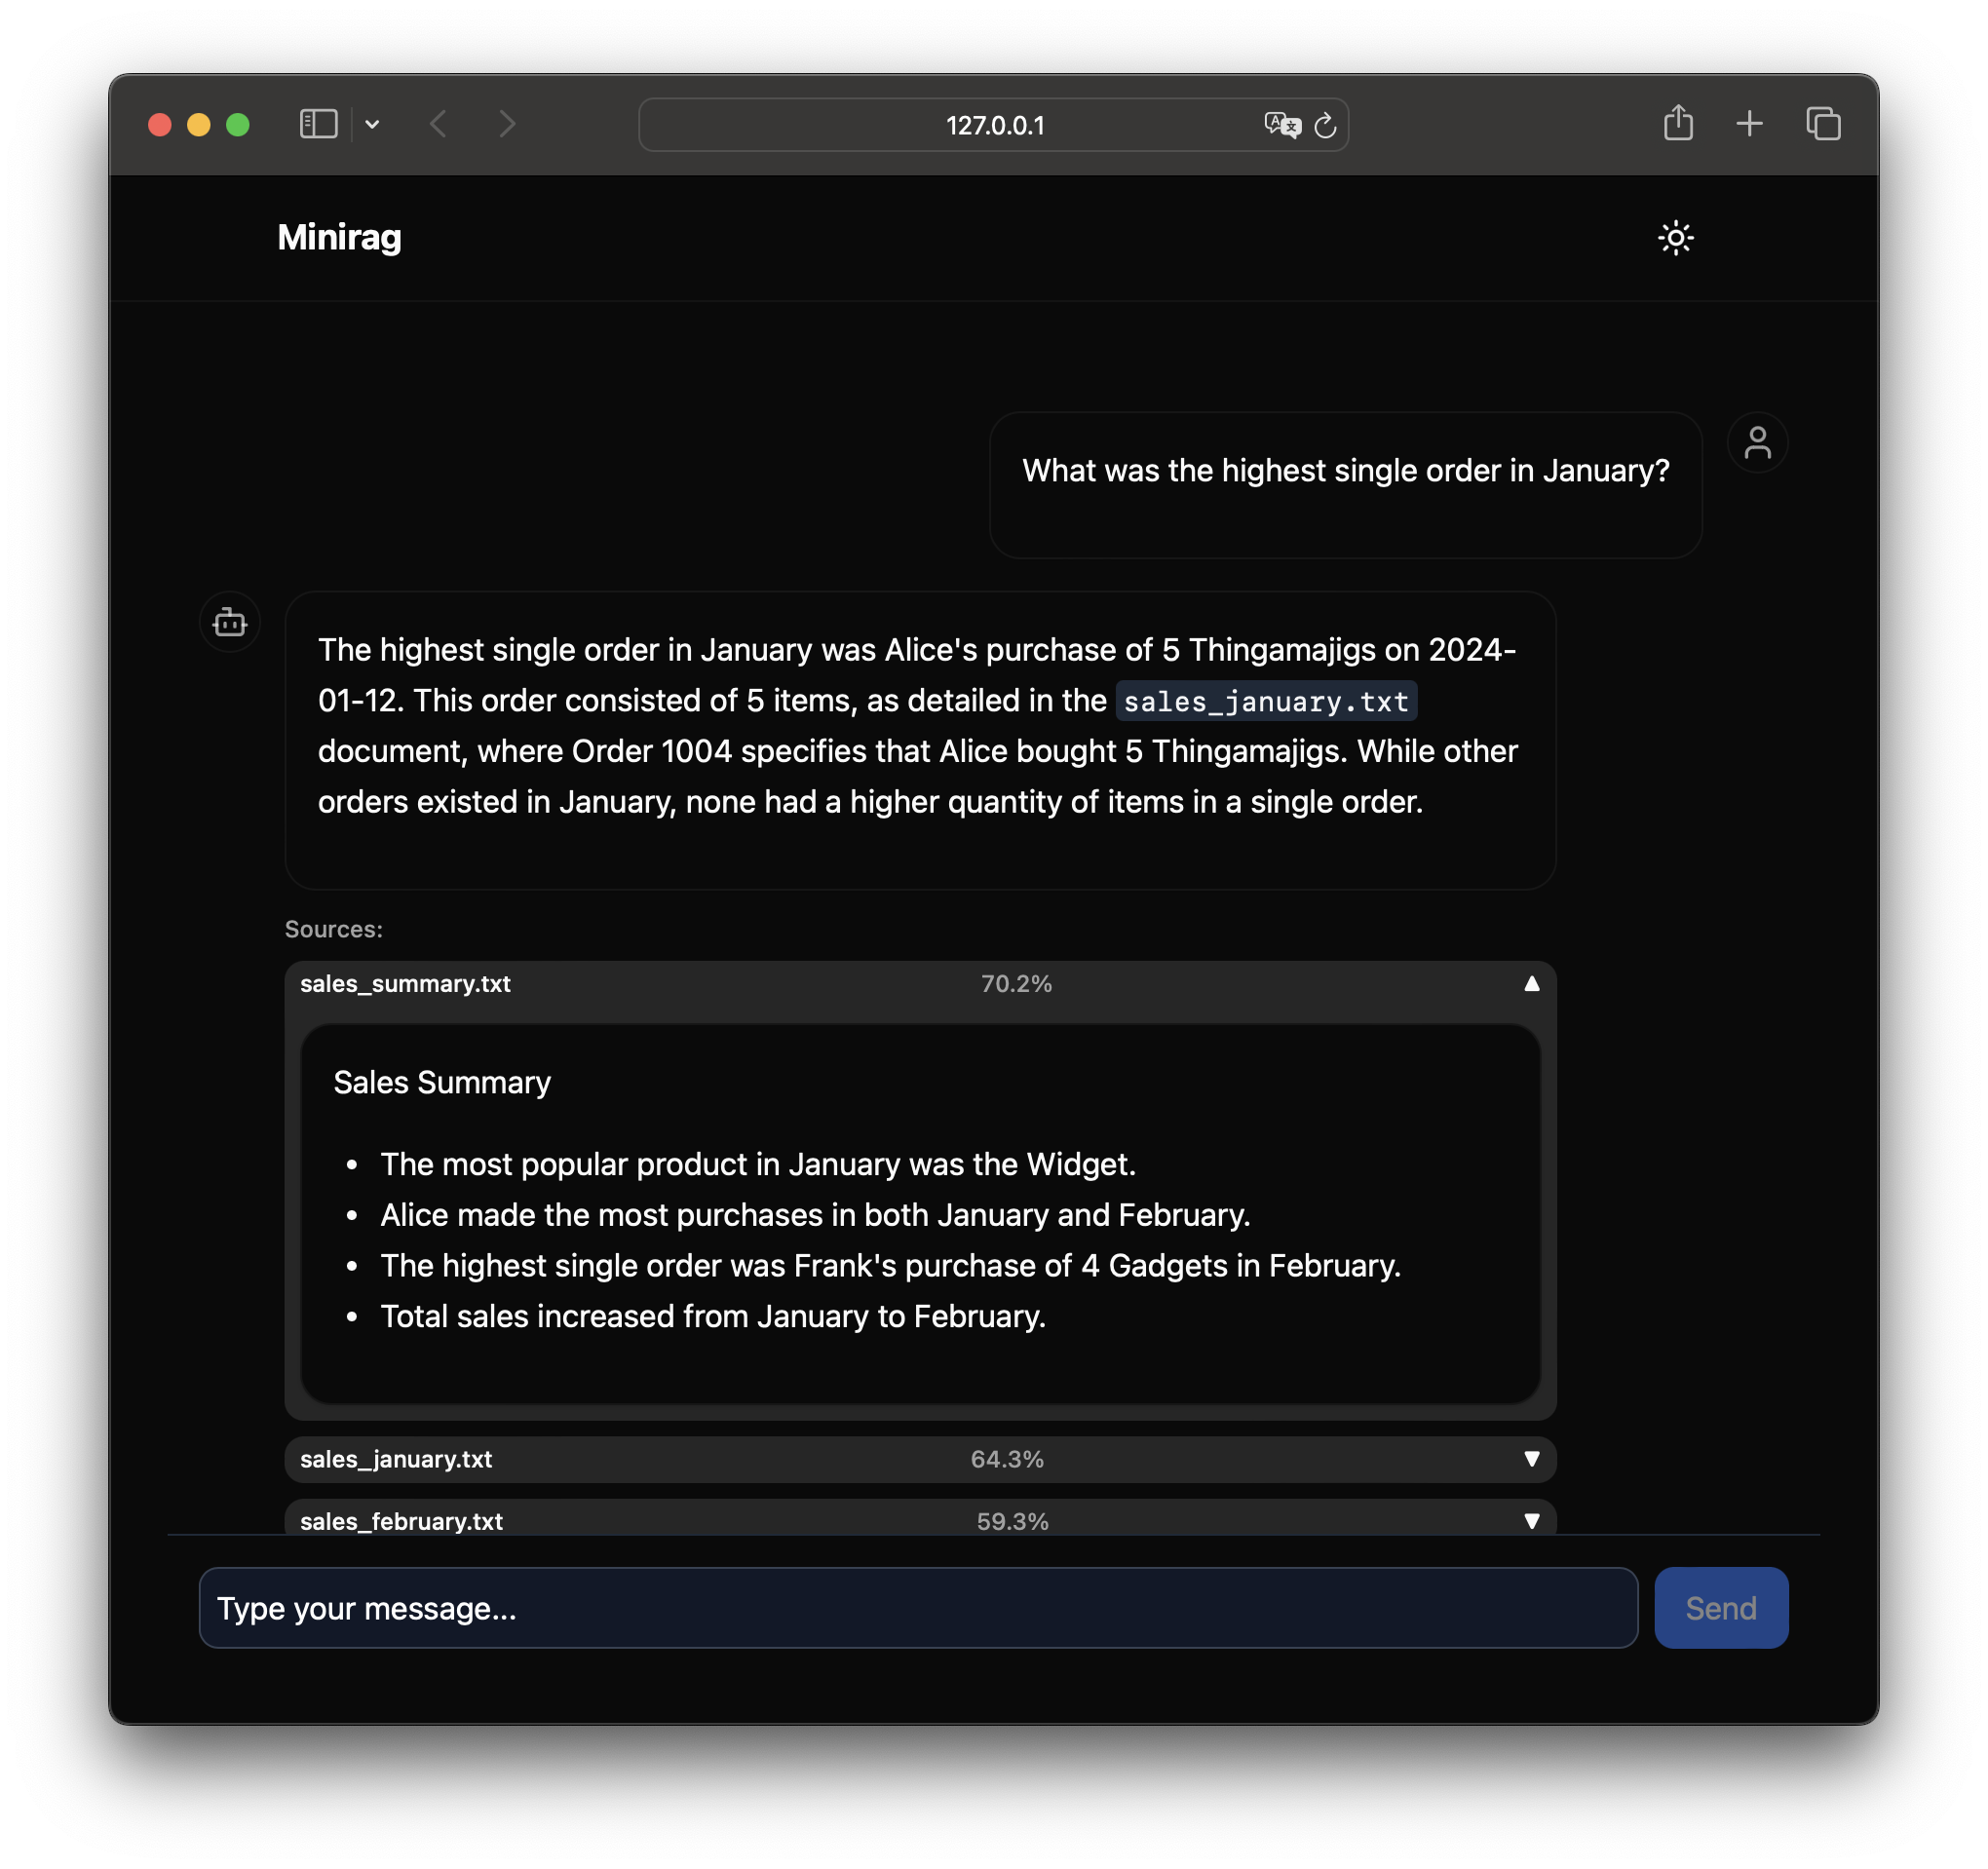 127.0.0.1
Minirag
What was the highest single order in January?
The highest single order in January was Alice's purchase of 5 Thingamajigs on 2024-
01-12. This order consisted of 5 items, as detailed in the sales_january.txt
document, where Order 1004 specifies that Alice bought 5 Thingamajigs. While other
orders existed in January, none had a higher quantity of items in a single order.
Sources:
sales_summary.txt 70.2%
Sales Summary
• The most popular product in January was the Widget.
• Alice made the most purchases in both January and February.
• The highest single order was Frank's purchase of 4 Gadgets in February.
• Total sales increased from January to February.
sales_january.txt 64.3%
sales_february.txt 59.3%
Type your message...
Send